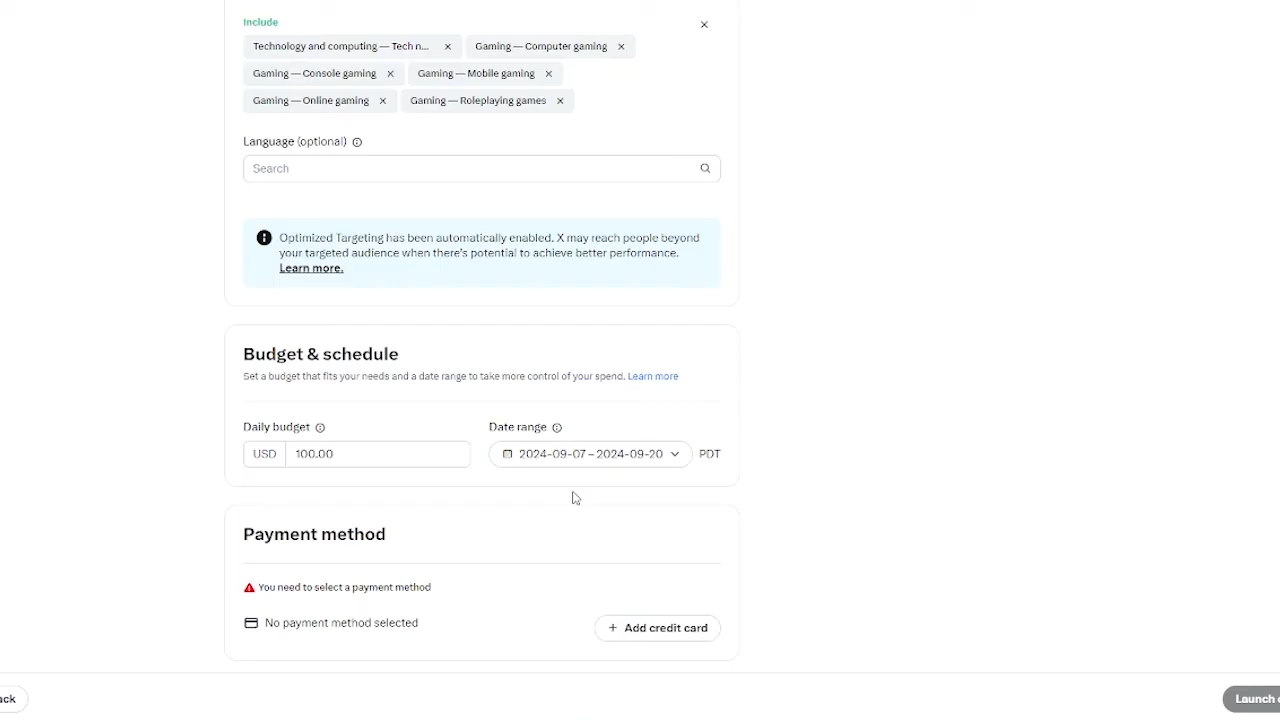 Include
Technology and computing — Tech n...
Gaming — Computer gaming
Gaming — Console gaming
Gaming — Mobile gaming
Gaming — Online gaming
Gaming — Roleplaying games
Language (optional)
Search
Optimized Targeting has been automatically enabled. X may reach people beyond
your targeted audience when there's potential to achieve better performance.
Learn more.
Budget & schedule
Set a budget that fits your needs and a date range to take more control of your spend. Learn more
Daily budget
Date range
USD 100.00
2024-09-07 – 2024-09-20 PDT
Payment method
You need to select a payment method
No payment method selected
+ Add credit card
ack
Launch